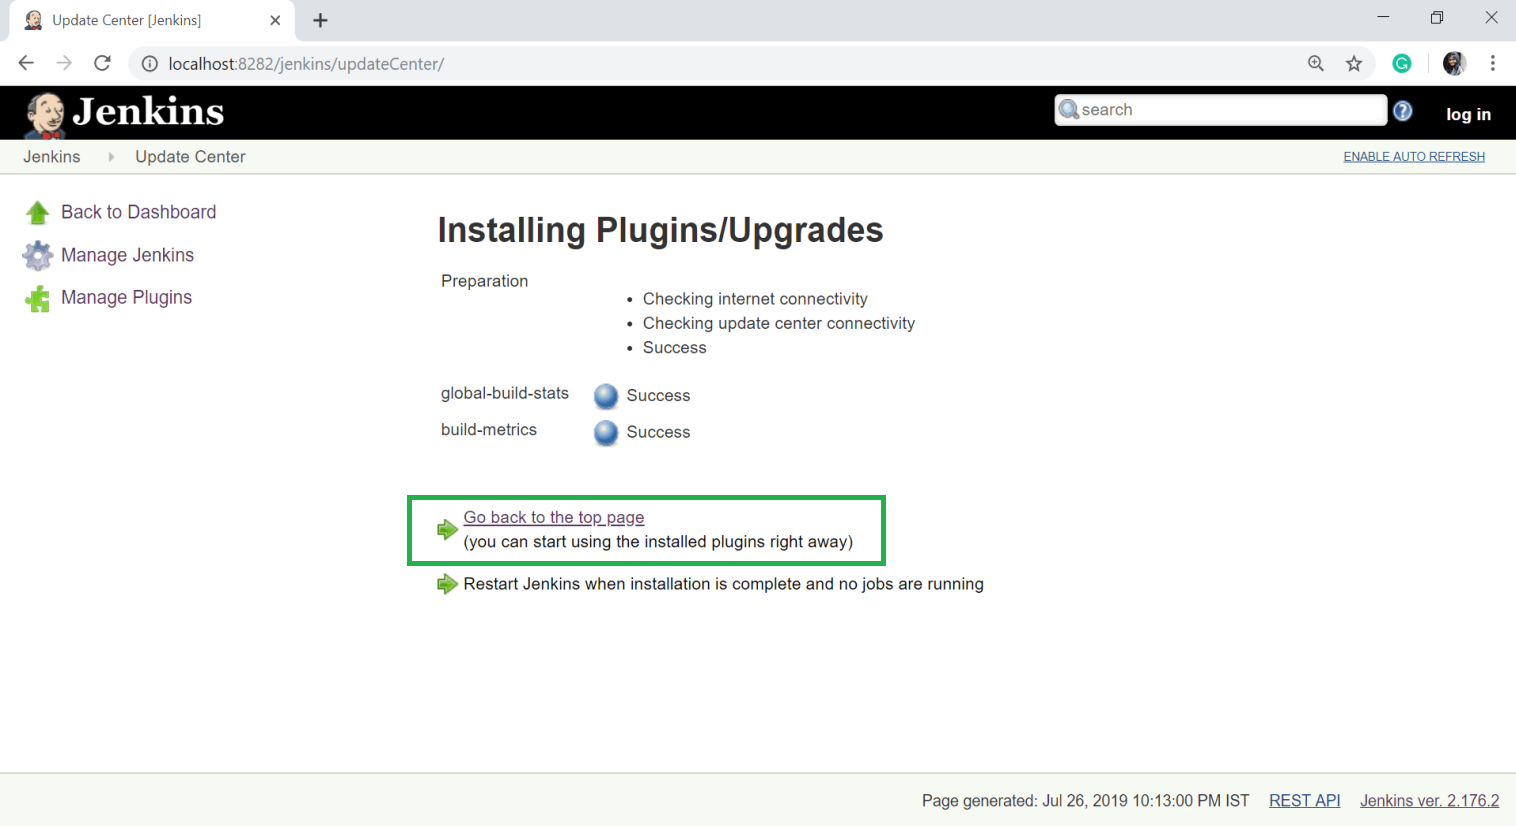 Update Center [Jenkins]
localhost:8282/jenkins/updateCenter/
Jenkins
search
log in
Jenkins
Update Center
ENABLE AUTO REFRESH
Back to Dashboard
Manage Jenkins
Manage Plugins
Installing Plugins/Upgrades
Preparation
• Checking internet connectivity
• Checking update center connectivity
• Success
global-build-stats Success
build-metrics Success
Go back to the top page
(you can start using the installed plugins right away)
Restart Jenkins when installation is complete and no jobs are running
Page generated: Jul 26, 2019 10:13:00 PM IST REST API Jenkins ver. 2.176.2